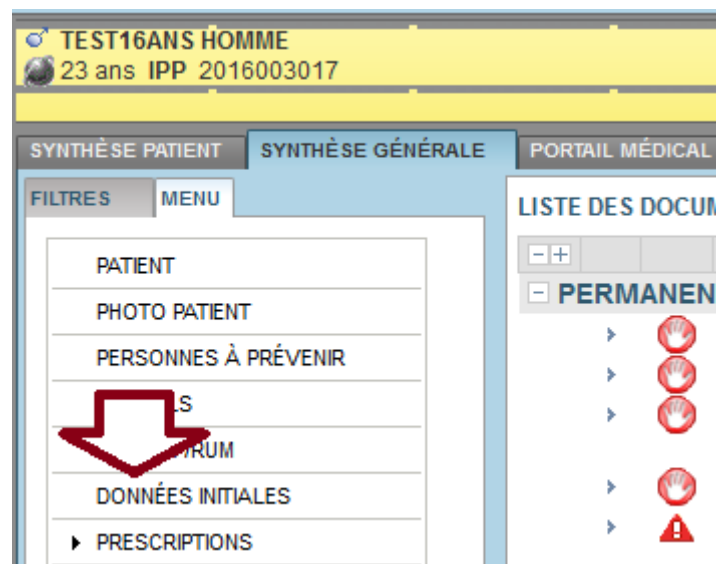 TEST16ANS HOMME
23 ans IPP 2016003017
SYNTHÈSE PATIENT SYNTHÈSE GÉNÉRALE PORTAIL MÉDICAL
FILTRES MENU
LISTE DES
PATIENT
PERMANEN
PHOTO PATIENT
PERSONNES À PRÉVENIR
DONNÉES INITIALES
PRESCRIPTIONS